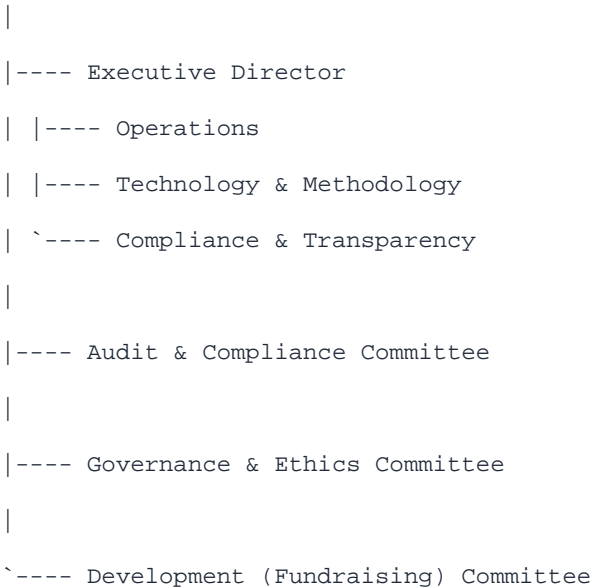 |
|---- Executive Director
| |---- Operations
| |---- Technology & Methodology
| `---- Compliance & Transparency
|
|---- Audit & Compliance Committee
|
|---- Governance & Ethics Committee
|
`---- Development (Fundraising) Committee